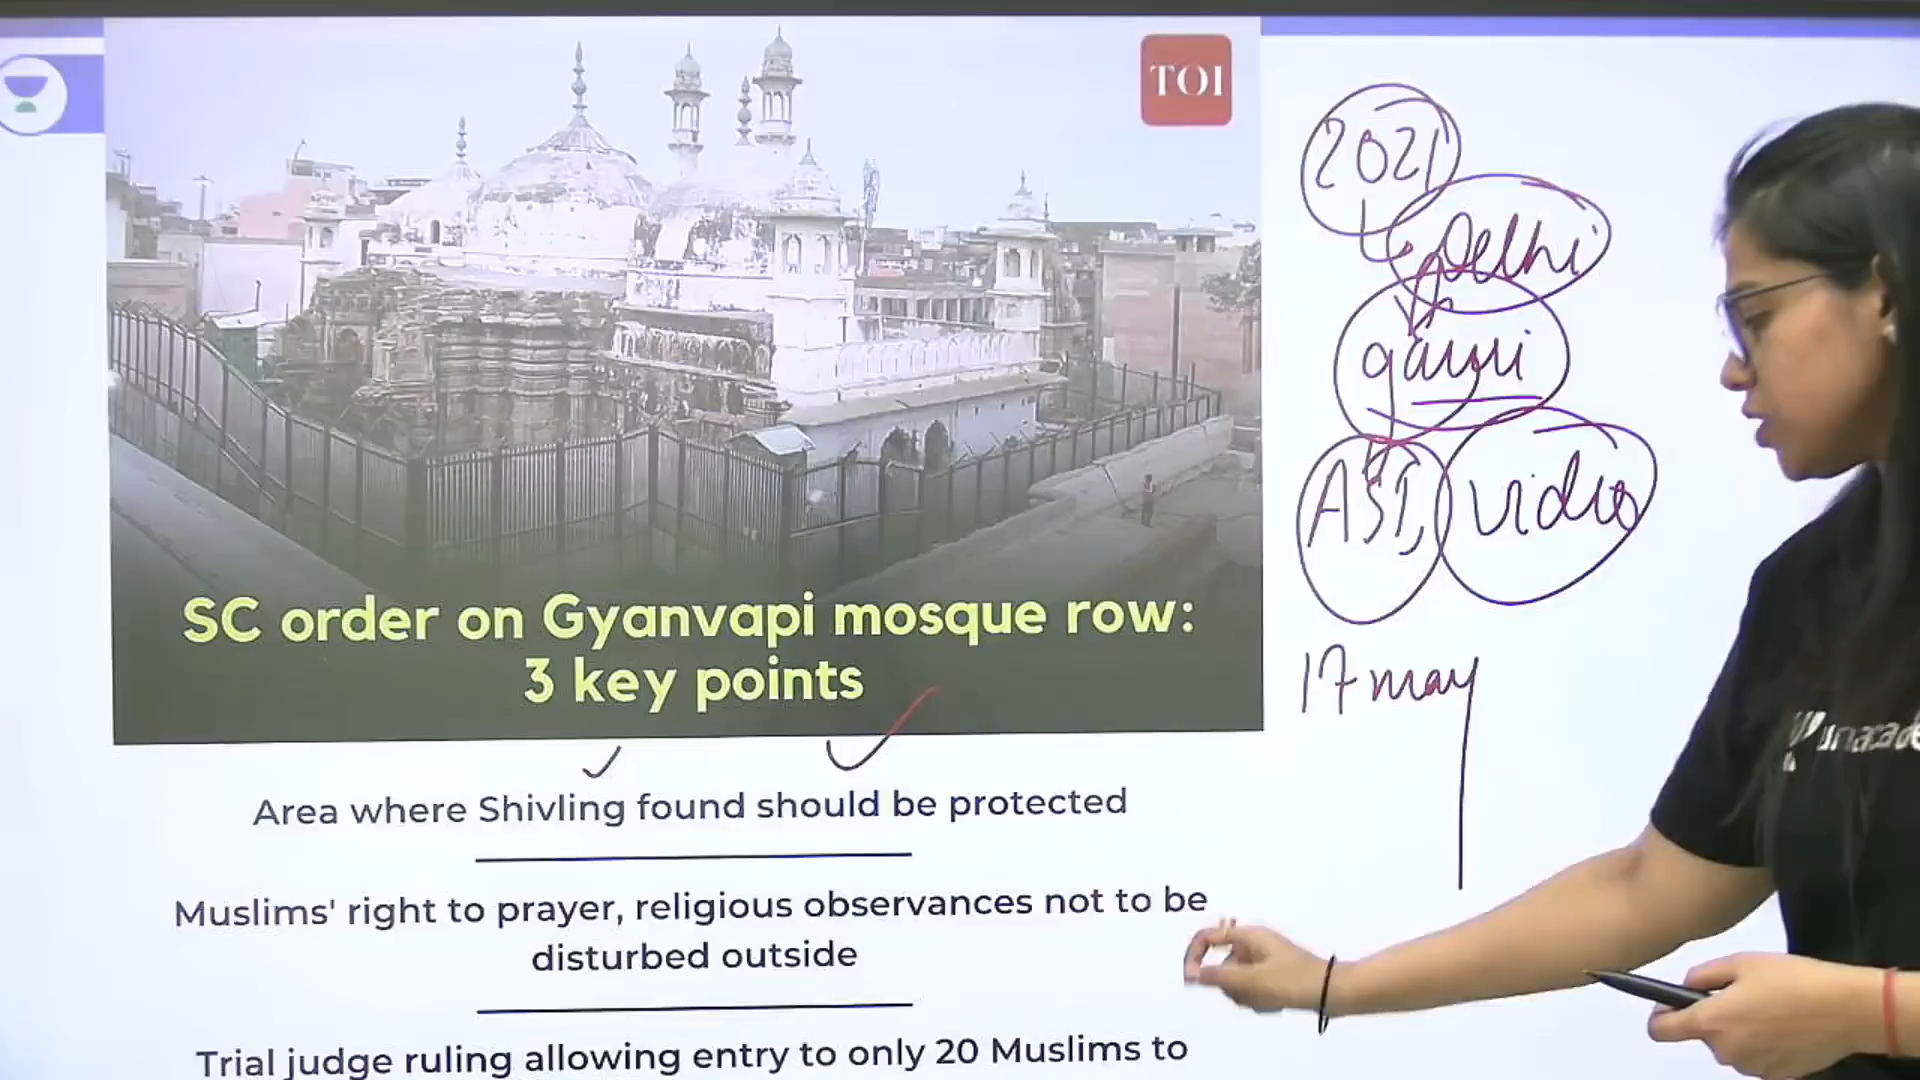 TOI
SC order on Gyanvapi mosque row:
3 key points
Area where Shivling found should be protected
Muslims' right to prayer, religious observances not to be
disturbed outside
Trial judge ruling allowing entry to only 20 Muslims to
2021
Delhi
gauri
ASI,
video
17 may